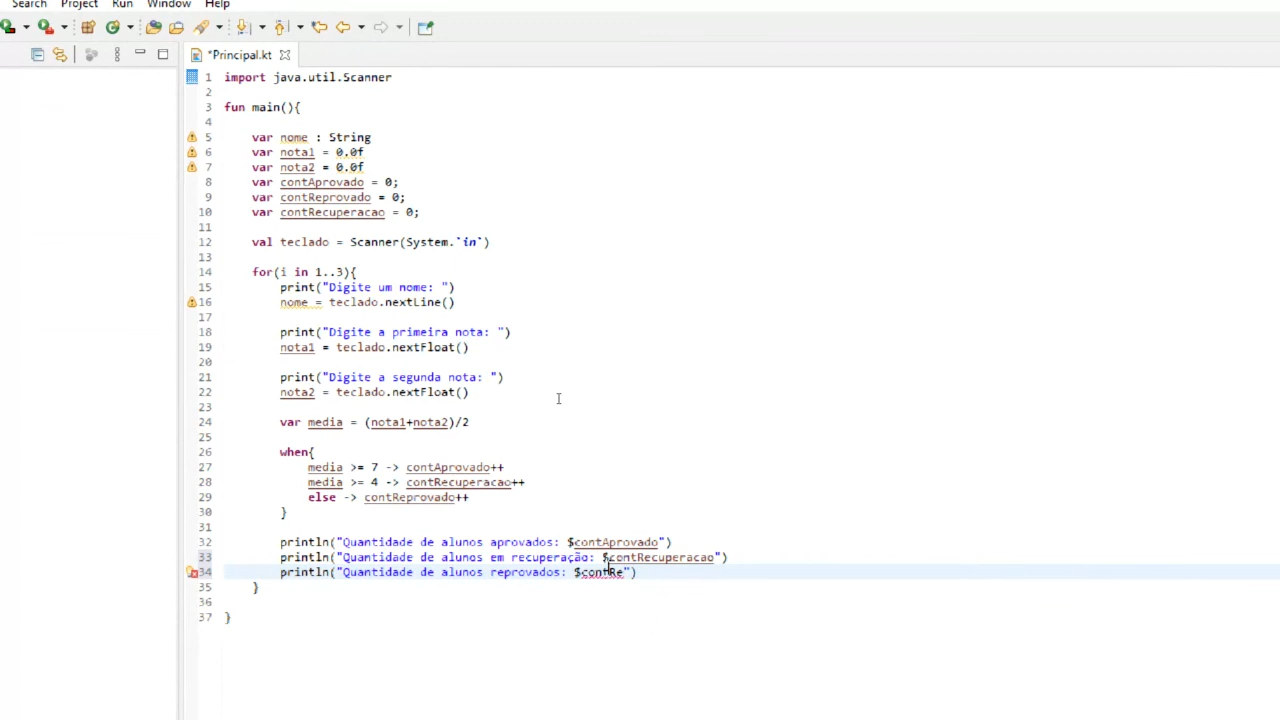 Search Project Run Window Help
*Principal.kt
1 import java.util.Scanner
2
3 fun main(){
4
5 var nome : String
6 var nota1 = 0.0f
7 var nota2 = 0.0f
8 var contAprovado = 0;
9 var contReprovado = 0;
10 var contRecuperacao = 0;
11
12 val teclado = Scanner(System.`in`)
13
14 for(i in 1..3){
15 print("Digite um nome: ")
16 nome = teclado.nextLine()
17
18 print("Digite a primeira nota: ")
19 nota1 = teclado.nextFloat()
20
21 print("Digite a segunda nota: ")
22 nota2 = teclado.nextFloat()
23
24 var media = (nota1+nota2)/2
25
26 when{
27 media >= 7 -> contAprovado++
28 media >= 4 -> contRecuperacao++
29 else -> contReprovado++
30 }
31
32 println("Quantidade de alunos aprovados: $contAprovado")
33 println("Quantidade de alunos em recuperação: $contRecuperacao")
34 println("Quantidade de alunos reprovados: $contRe")
35 }
36
37 }